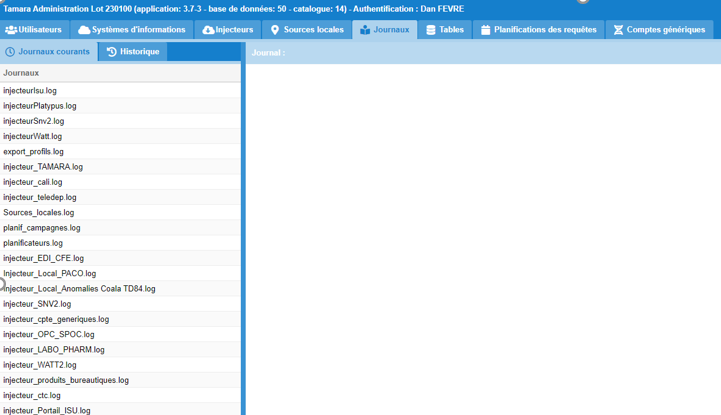 Tamara Administration Lot 230100 (application: 3.7-3 - base de données: 50 - catalogue: 14) - Authentification : Dan FEVRE
Utilisateurs Systèmes d'informations Injecteurs Sources locales Journaux Tables Planifications des requêtes Comptes génériques
Journaux courants Historique Journal :
Journaux
injecteurIsu.log
injecteurPlatypus.log
injecteurSnv2.log
injecteurWatt.log
export_profils.log
injecteur_TAMARA.log
injecteur_cali.log
injecteur_teledep.log
Sources_locales.log
planif_campagnes.log
planificateurs.log
injecteur_EDI_CFE.log
Injecteur_Local_PACO.log
Injecteur_Local_Anomalies Coala TD84.log
injecteur_SNV2.log
injecteur_cpte_generiques.log
injecteur_OPC_SPOC.log
injecteur_LABO_PHARM.log
injecteur_WATT2.log
injecteur_produits_bureautiques.log
injecteur_ctc.log
injecteur_Portail_ISU.log